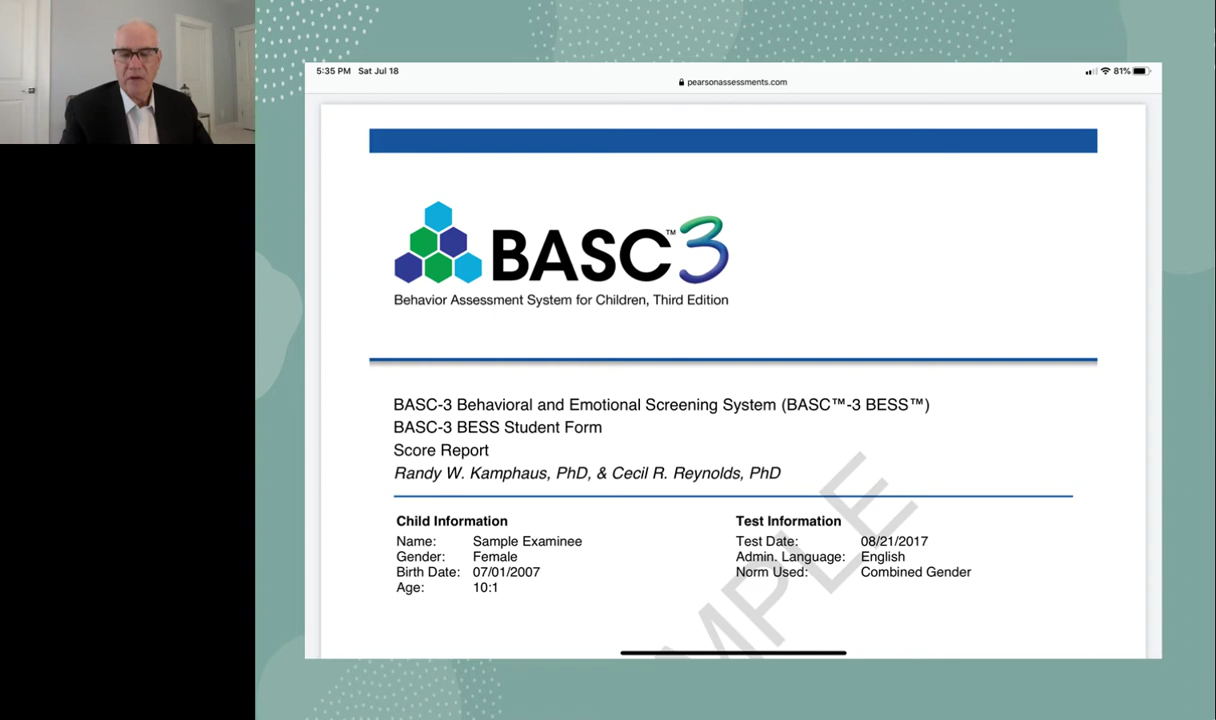 5:35 PM Sat Jul 18
81%
pearsonassessments.com
BASC™3
Behavior Assessment System for Children, Third Edition
BASC-3 Behavioral and Emotional Screening System (BASC™-3 BESS™)
BASC-3 BESS Student Form
Score Report
Randy W. Kamphaus, PhD, & Cecil R. Reynolds, PhD
Child Information
Name: Sample Examinee
Gender: Female
Birth Date: 07/01/2007
Age: 10:1
Test Information
Test Date: 08/21/2017
Admin. Language: English
Norm Used: Combined Gender
MPLE